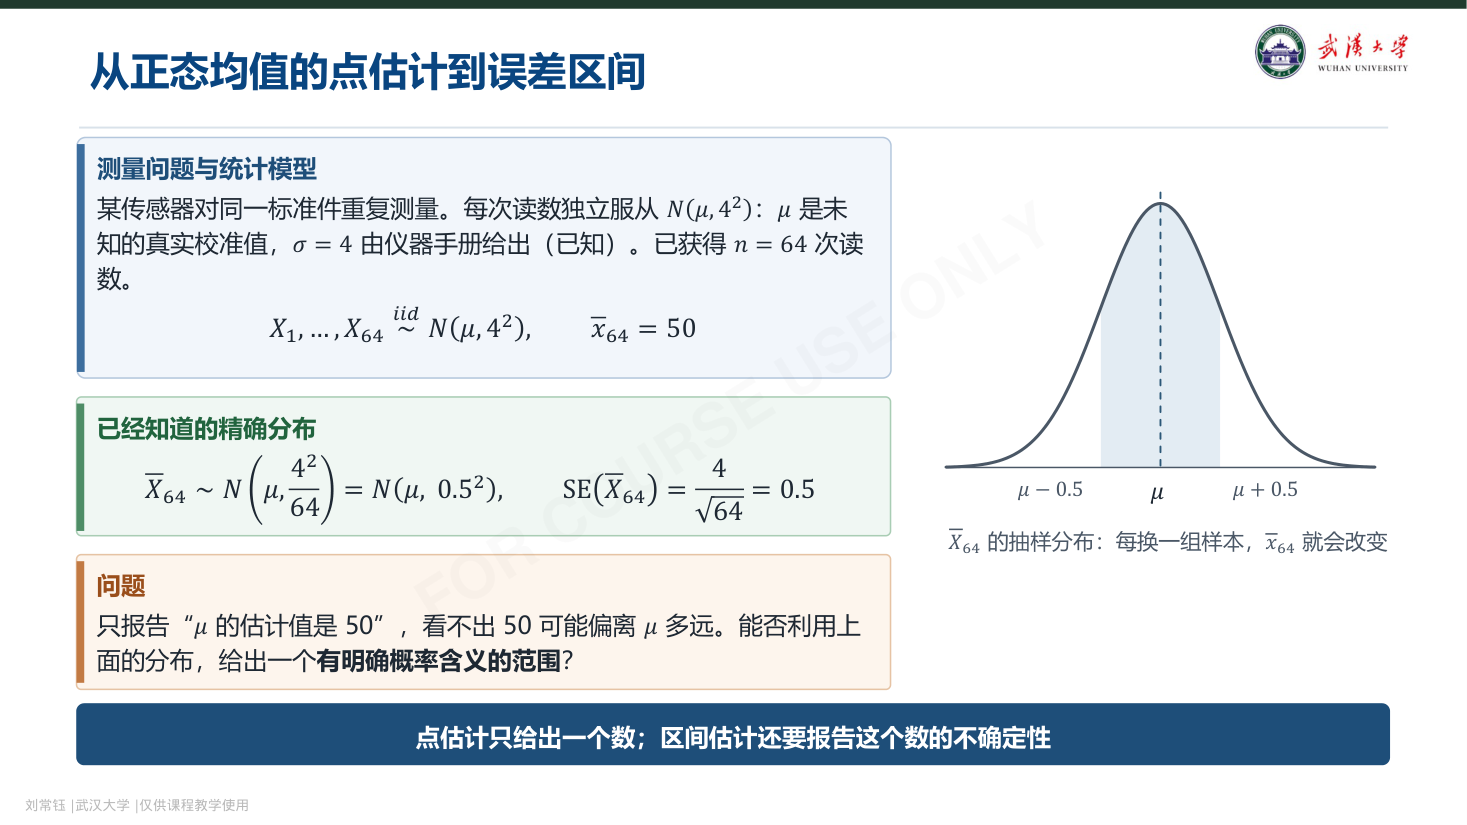 从正态均值的点估计到误差区间
武汉大学
WUHAN UNIVERSITY
测量问题与统计模型
某传感器对同一标准件重复测量。每次读数独立服从 N(μ, 4²)：μ 是未
知的真实校准值，σ = 4 由仪器手册给出（已知）。已获得 n = 64 次读
数。
X₁, … , X₆₄ iid ~ N(μ, 4²), x̅₆₄ = 50
已经知道的精确分布
X̅₆₄ ~ N(μ, 4²/64) = N(μ, 0.5²), SE(X̅₆₄) = 4/√64 = 0.5
问题
只报告“μ 的估计值是 50”，看不出 50 可能偏离 μ 多远。能否利用上
面的分布，给出一个有明确概率含义的范围？
μ − 0.5 μ μ + 0.5
X̅₆₄ 的抽样分布：每换一组样本，x̅₆₄ 就会改变
点估计只给出一个数；区间估计还要报告这个数的不确定性
FOR COURSE USE ONLY
刘常钰 |武汉大学 |仅供课程教学使用